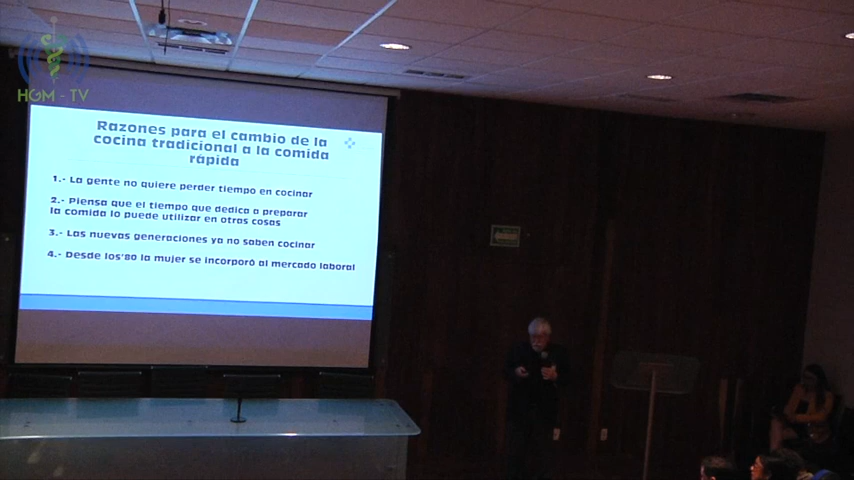 HGM - TV
Razones para el cambio de la
cocina tradicional a la comida
rápida
1.- La gente no quiere perder tiempo en cocinar
2.- Piensa que el tiempo que dedica a preparar
la comida lo puede utilizar en otras cosas
3.- Las nuevas generaciones ya no saben cocinar
4.- Desde los'80 la mujer se incorporó al mercado laboral